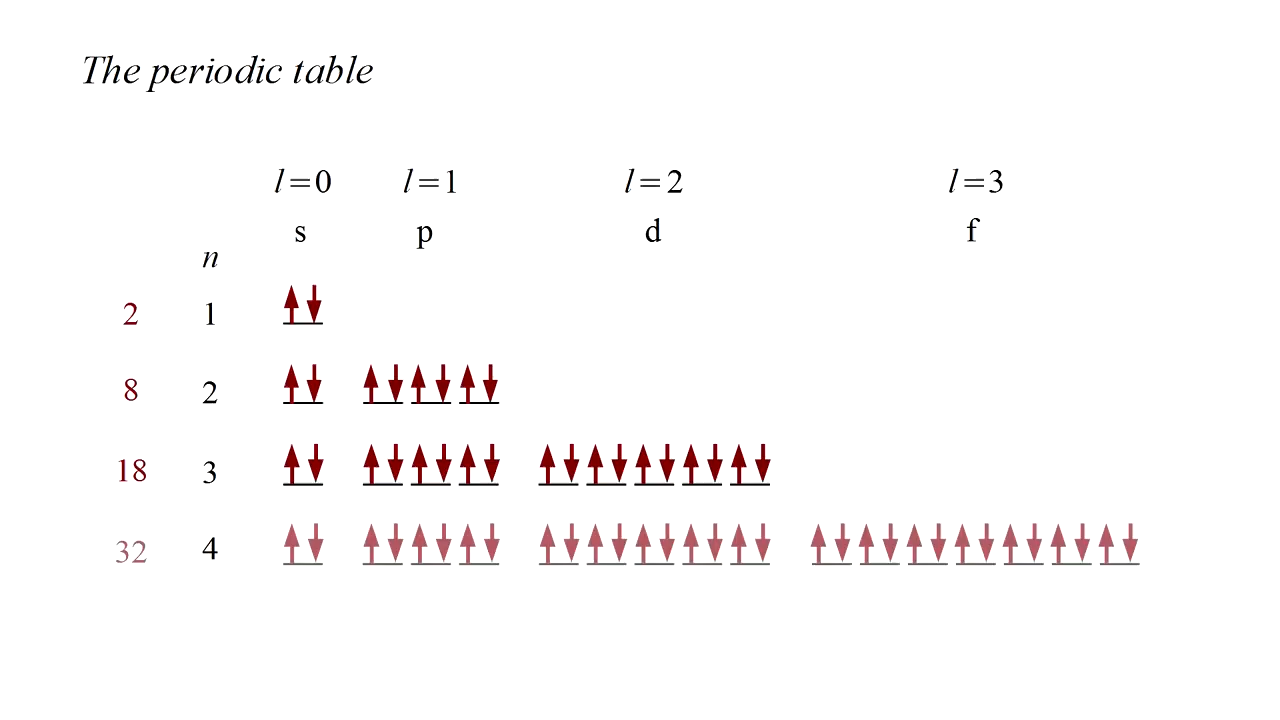 The periodic table
l=0 l=1 l=2 l=3
s p d f
n
2 1
8 2
18 3
32 4